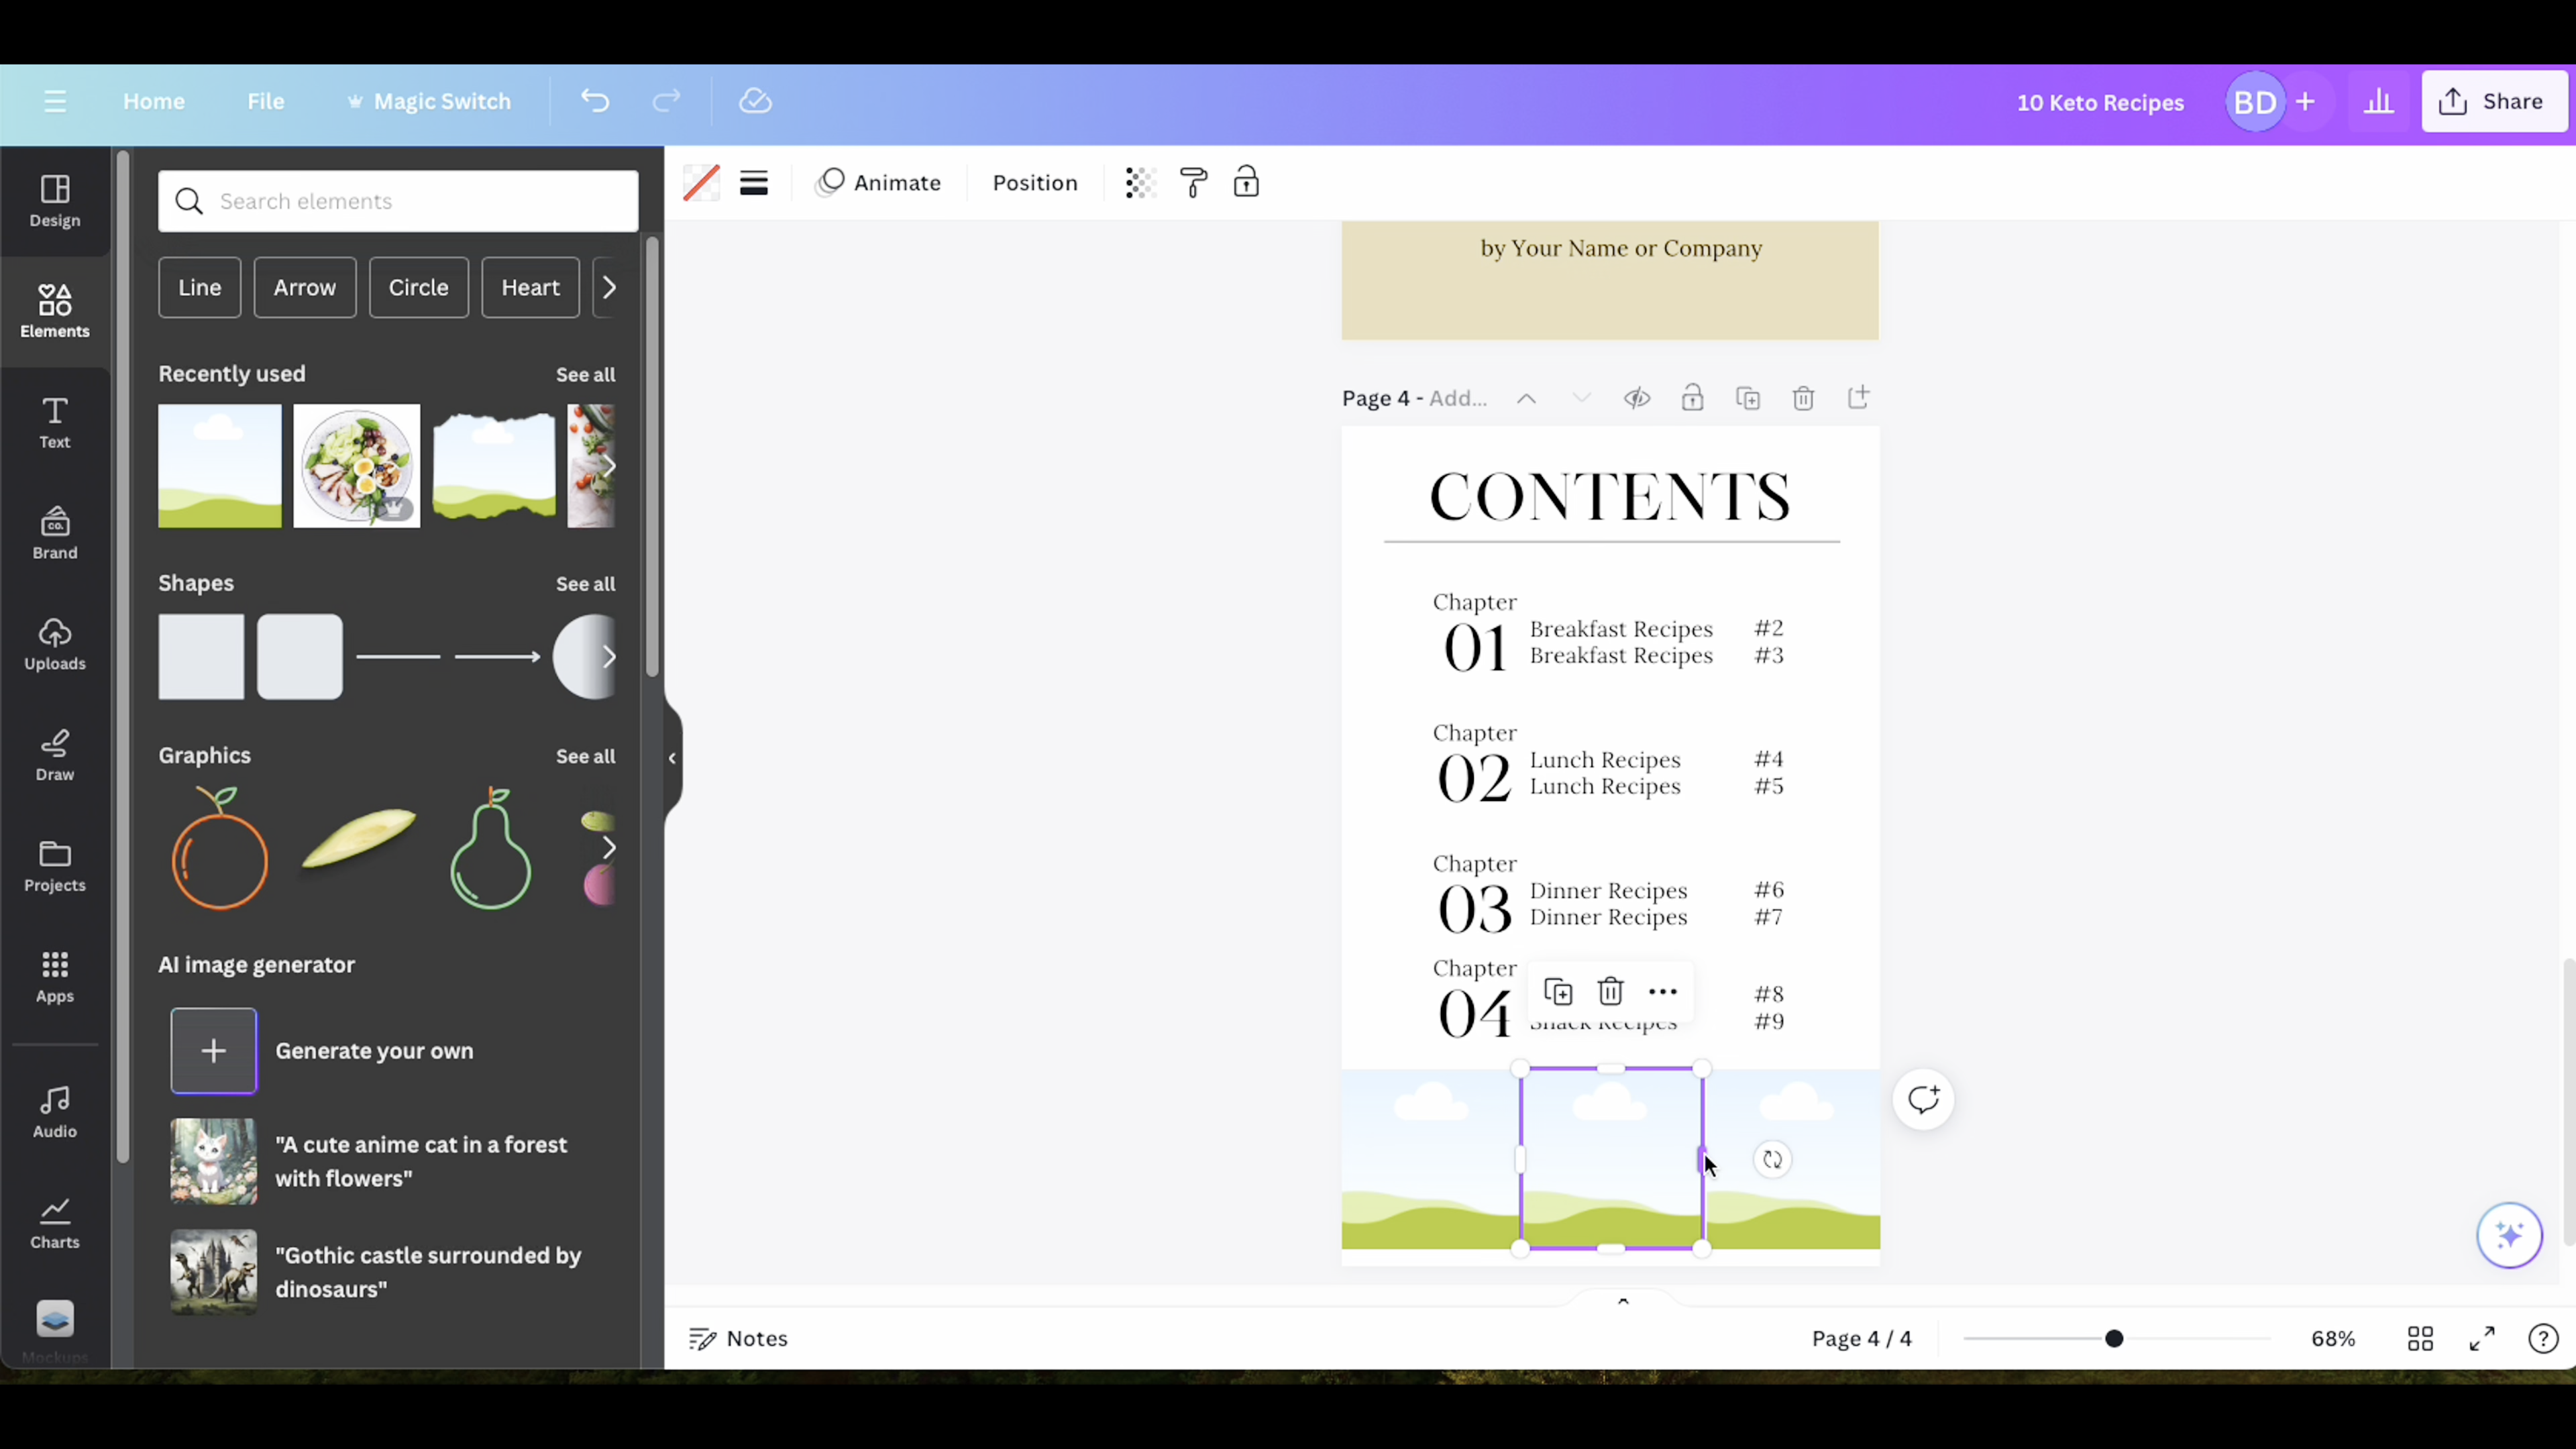 Home File Magic Switch 10 Keto Recipes BD Share
Design
Elements
Text
CO.
Brand
Uploads
Draw
Projects
Apps
Audio
Charts
Mockups
Search elements
Line Arrow Circle Heart
Recently used See all
Shapes See all
Graphics See all
AI image generator
Generate your own
"A cute anime cat in a forest
with flowers"
"Gothic castle surrounded by
dinosaurs"
Animate Position
by Your Name or Company
Page 4 - Add...
CONTENTS
Chapter
01 Breakfast Recipes #2
Breakfast Recipes #3
Chapter
02 Lunch Recipes #4
Lunch Recipes #5
Chapter
03 Dinner Recipes #6
Dinner Recipes #7
Chapter
04 #8
Snack Recipes #9
Notes Page 4 / 4 68%